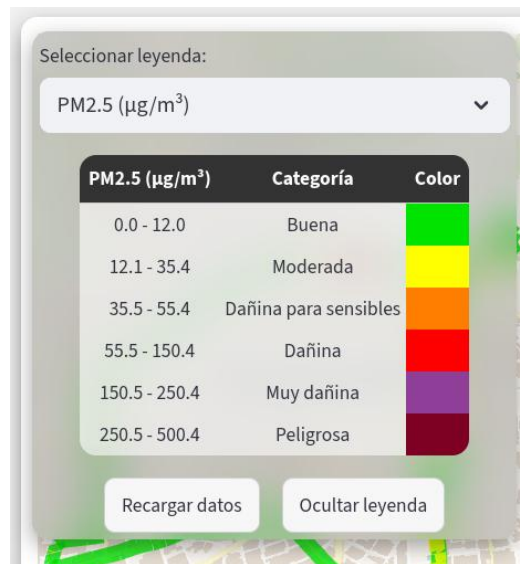 Seleccionar leyenda:
PM2.5 (µg/m³)
PM2.5 (µg/m³) Categoría Color
0.0 - 12.0 Buena
12.1 - 35.4 Moderada
35.5 - 55.4 Dañina para sensibles
55.5 - 150.4 Dañina
150.5 - 250.4 Muy dañina
250.5 - 500.4 Peligrosa
Recargar datos Ocultar leyenda